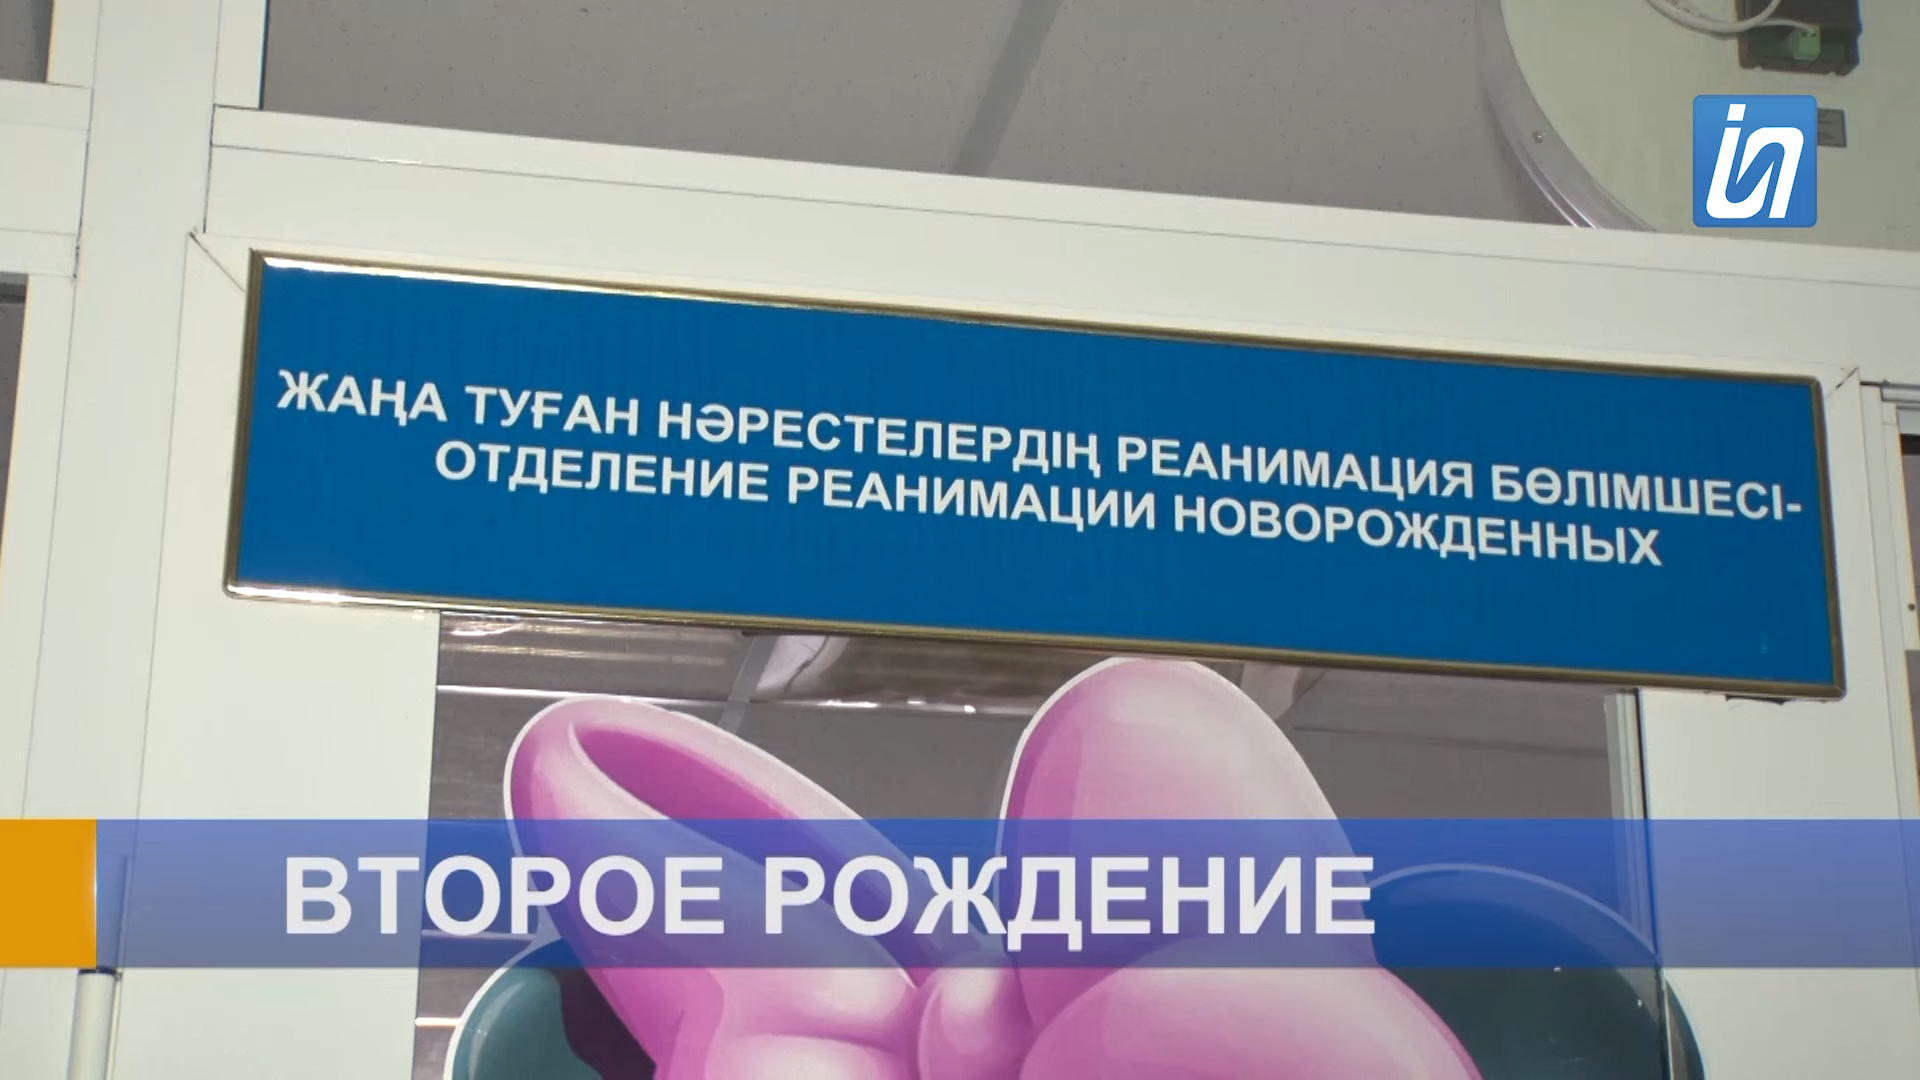 ЖАҢА ТУҒАН НӘРЕСТЕЛЕРДІҢ РЕАНИМАЦИЯ БӨЛІМШЕСІ-
ОТДЕЛЕНИЕ РЕАНИМАЦИИ НОВОРОЖДЕННЫХ
ВТОРОЕ РОЖДЕНИЕ